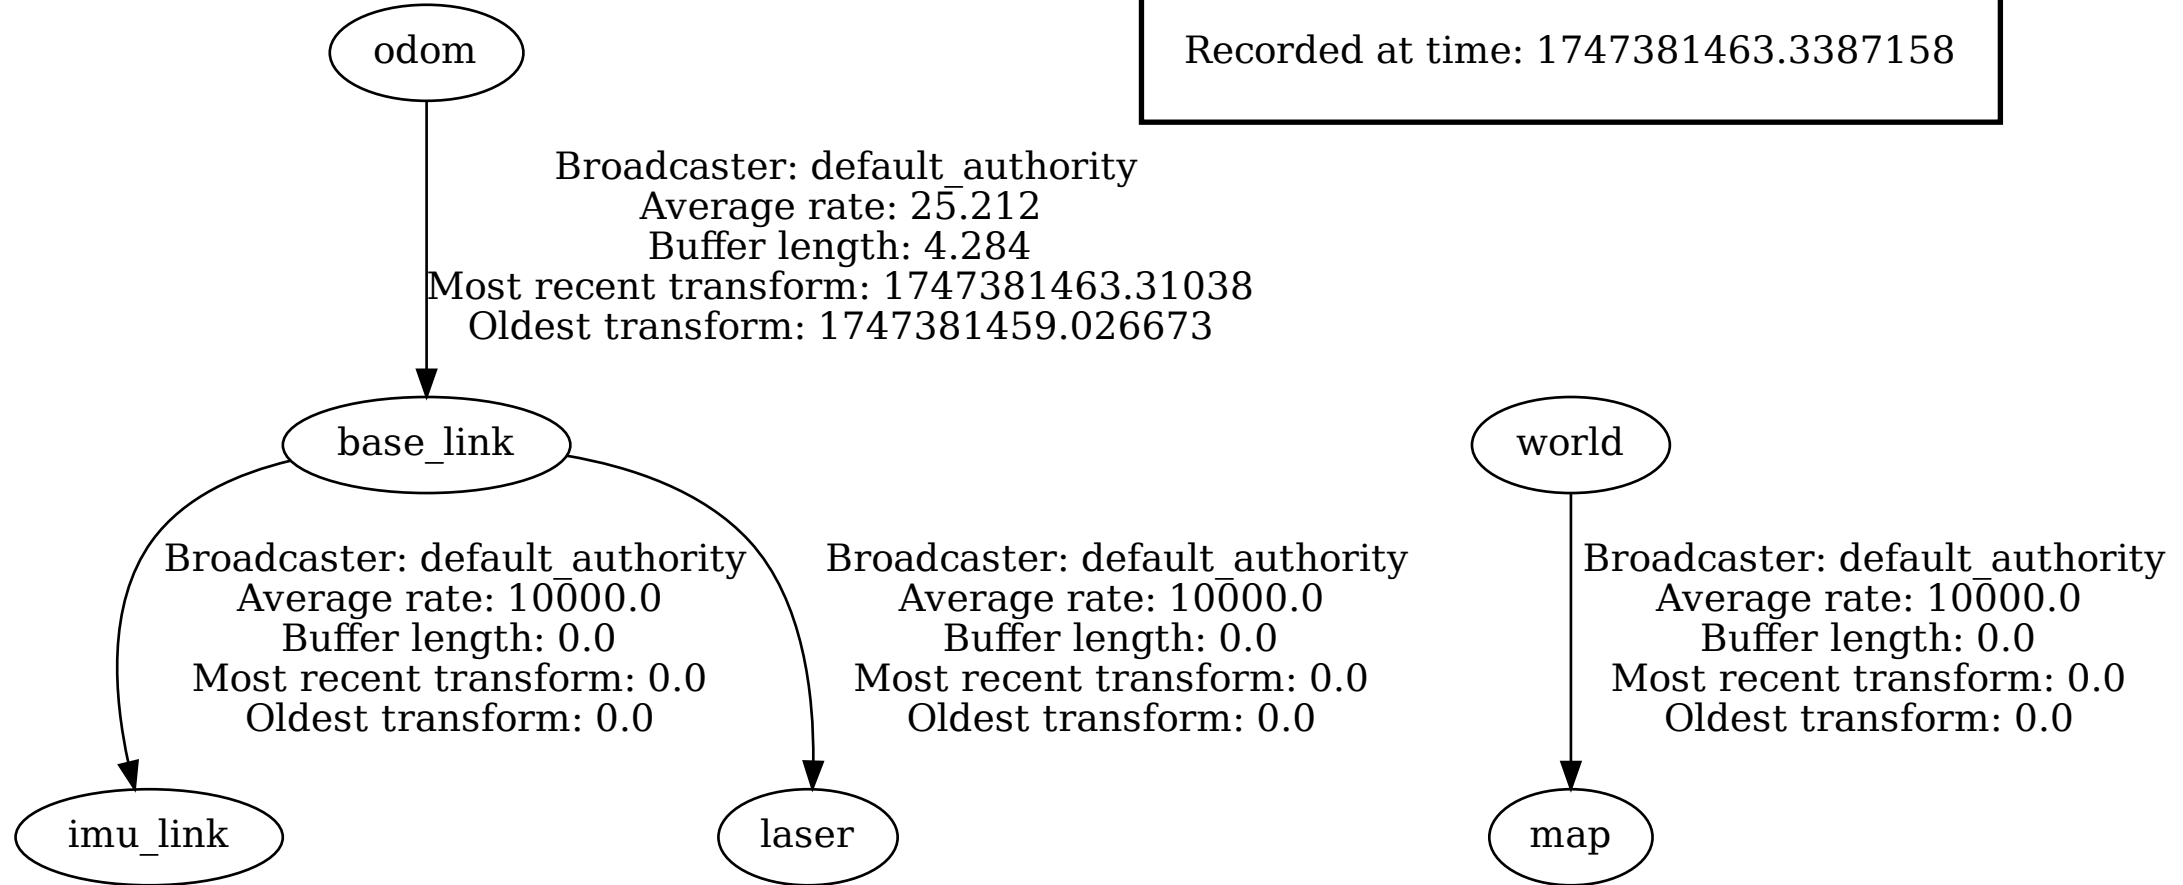 odom
Recorded at time: 1747381463.3387158
Broadcaster: default_authority
Average rate: 25.212
Buffer length: 4.284
Most recent transform: 1747381463.31038
Oldest transform: 1747381459.026673
base_link
world
Broadcaster: default_authority
Average rate: 10000.0
Buffer length: 0.0
Most recent transform: 0.0
Oldest transform: 0.0
Broadcaster: default_authority
Average rate: 10000.0
Buffer length: 0.0
Most recent transform: 0.0
Oldest transform: 0.0
Broadcaster: default_authority
Average rate: 10000.0
Buffer length: 0.0
Most recent transform: 0.0
Oldest transform: 0.0
imu_link
laser
map